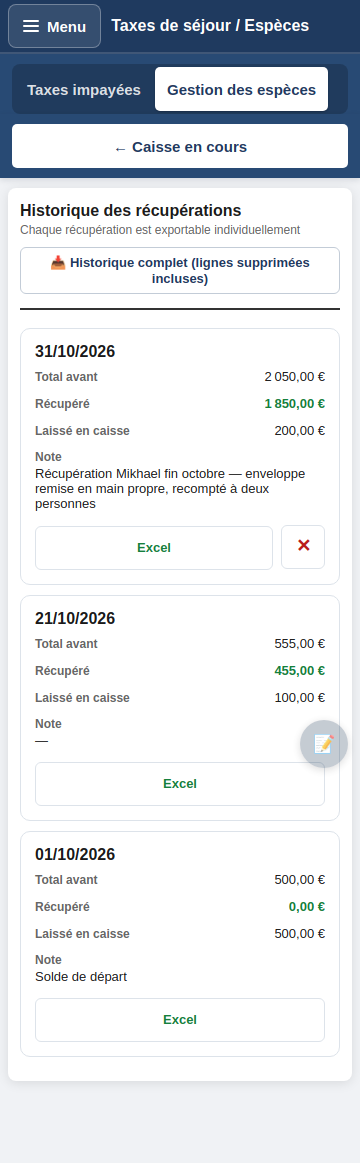 Menu
Taxes de séjour / Espèces
Taxes impayées
Gestion des espèces
← Caisse en cours
Historique des récupérations
Chaque récupération est exportable individuellement
📥 Historique complet (lignes supprimées
incluses)
31/10/2026
Total avant 2 050,00 €
Récupéré 1 850,00 €
Laissé en caisse 200,00 €
Note
Récupération Mikhael fin octobre — enveloppe
remise en main propre, recompté à deux
personnes
Excel ✕
21/10/2026
Total avant 555,00 €
Récupéré 455,00 €
Laissé en caisse 100,00 €
Note
—
Excel
01/10/2026
Total avant 500,00 €
Récupéré 0,00 €
Laissé en caisse 500,00 €
Note
Solde de départ
Excel